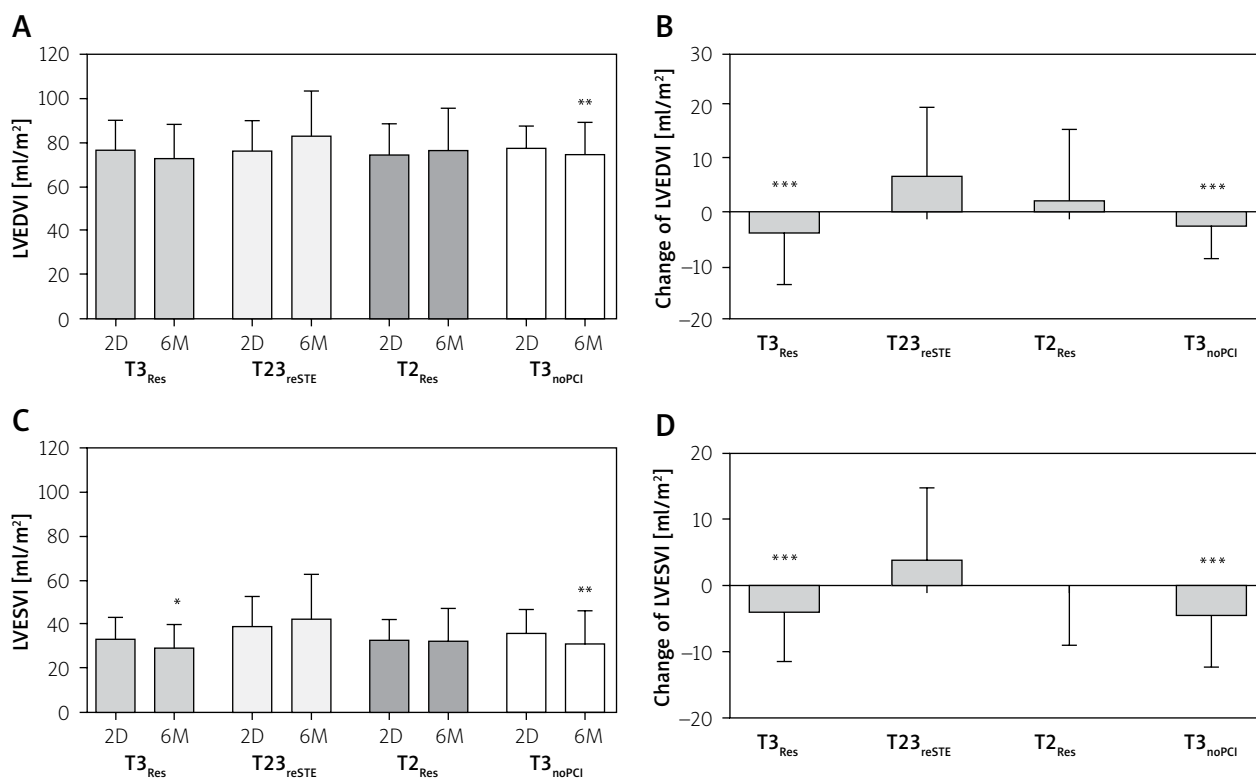 A
LVEDVI [ml/m²]
120
100
80
60
40
20
0
**
2D 6M 2D 6M 2D 6M 2D 6M
T3Res T23reSTE T2Res T3noPCI
B
Change of LVEDVI [ml/m²]
30
20
10
0
−10
−20
*** ***
T3Res T23reSTE T2Res T3noPCI
C
LVESVI [ml/m²]
120
100
80
60
40
20
0
* **
2D 6M 2D 6M 2D 6M 2D 6M
T3Res T23reSTE T2Res T3noPCI
D
Change of LVESVI [ml/m²]
20
10
0
−10
−20
*** ***
T3Res T23reSTE T2Res T3noPCI